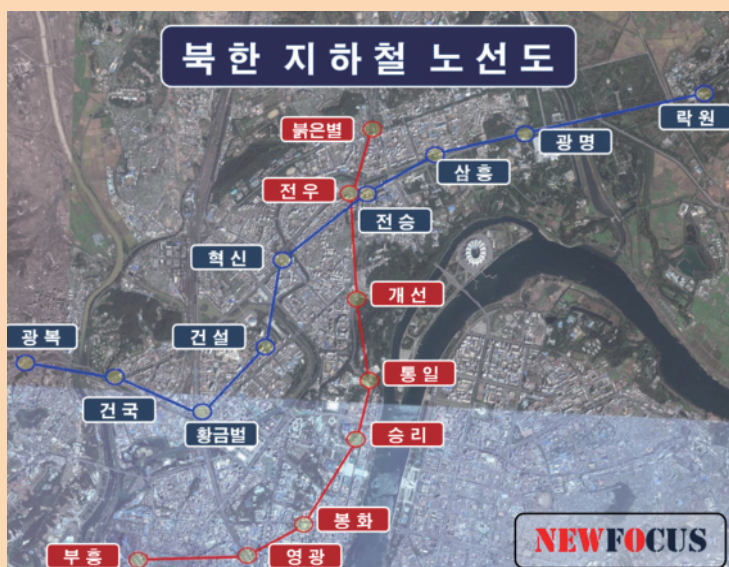 북한 지하철 노선도
붉은별
락원
광명
삼흥
전우
전승
혁신
개선
건설
광복
통일
건국
황금벌
승리
봉화
영광
부흥
NEWFOCUS